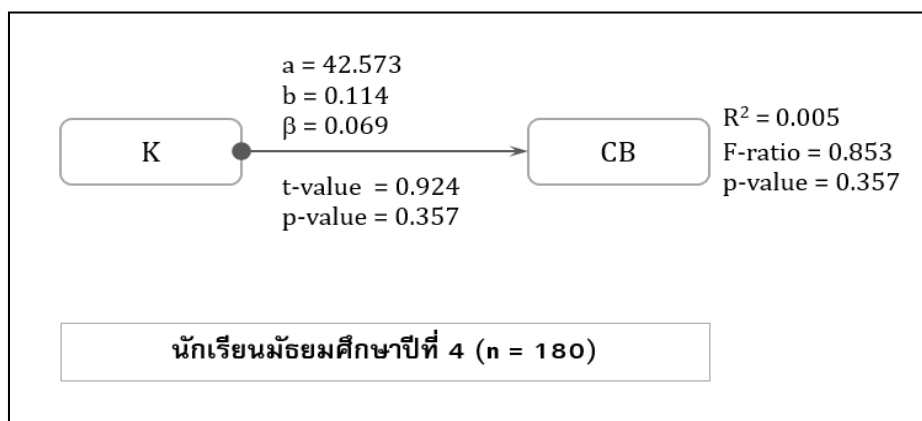 a = 42.573
b = 0.114
β = 0.069
K
CB
t-value = 0.924
p-value = 0.357
R² = 0.005
F-ratio = 0.853
p-value = 0.357
นักเรียนมัธยมศึกษาปีที่ 4 (n = 180)